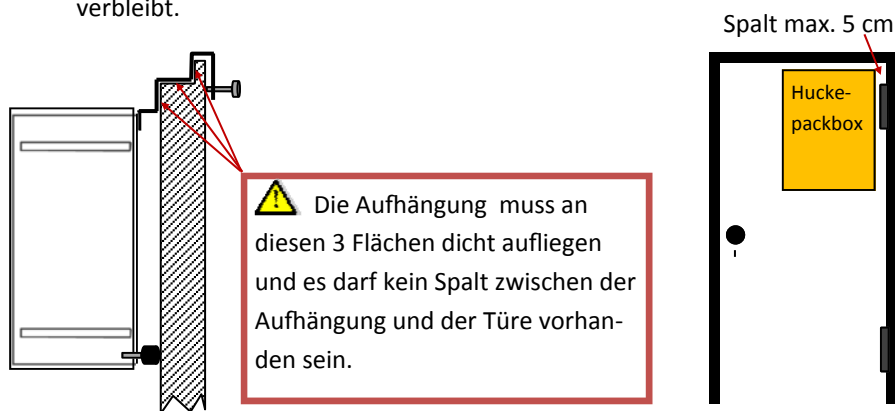 verbleibt.
Spalt max. 5 cm
Hucke-
packbox
Die Aufhängung muss an
diesen 3 Flächen dicht aufliegen
und es darf kein Spalt zwischen der
Aufhängung und der Türe vorhan-
den sein.